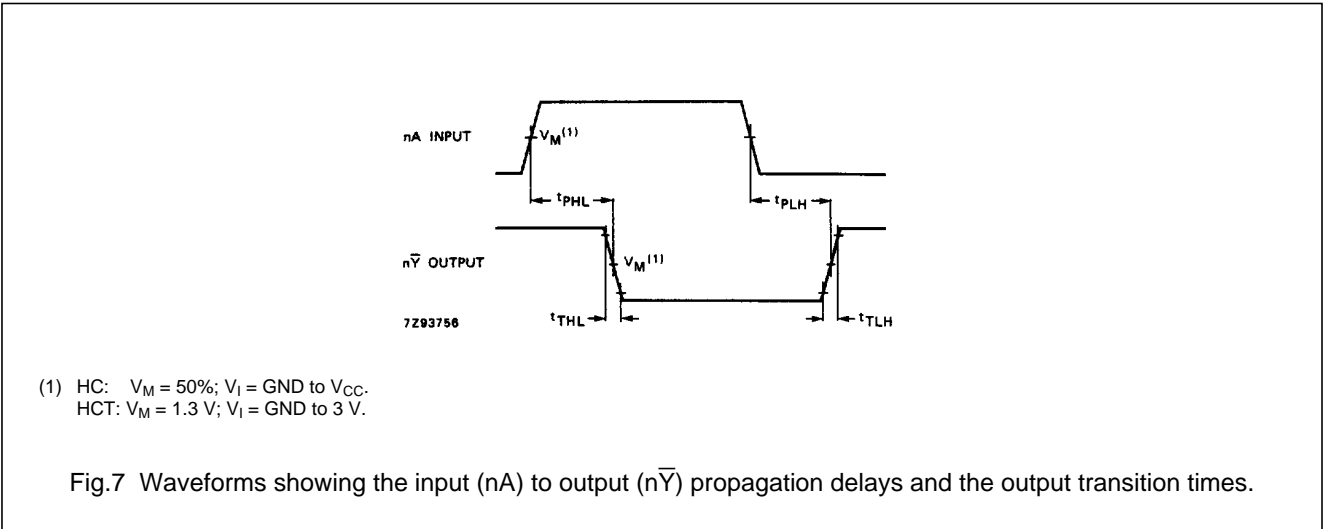 nA INPUT
VM(1)
tPHL
tPLH
nY̅ OUTPUT
VM(1)
7Z93756
tTHL
tTLH
(1) HC: VM = 50%; VI = GND to VCC.
HCT: VM = 1.3 V; VI = GND to 3 V.
Fig.7 Waveforms showing the input (nA) to output (nY̅) propagation delays and the output transition times.